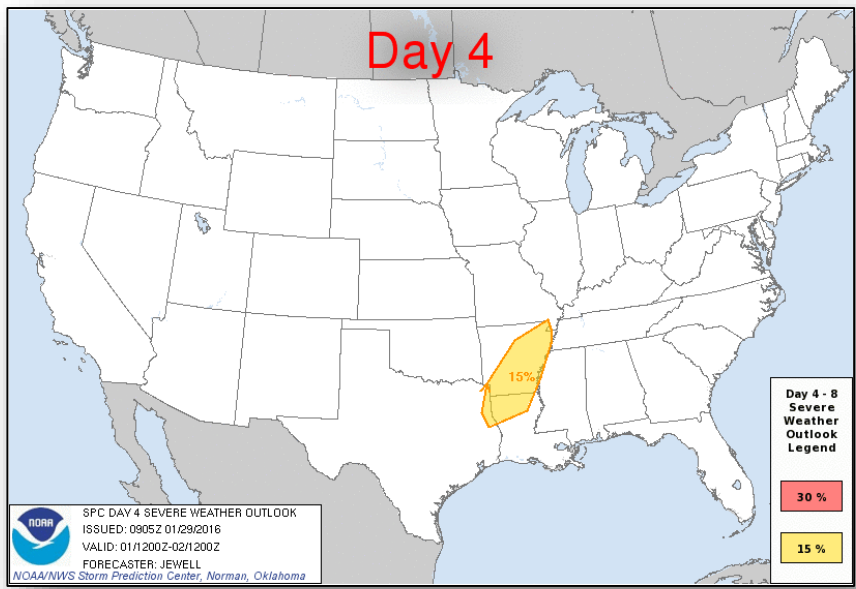 Day 4
15%
Day 4 - 8
Severe
Weather
Outlook
Legend
30 %
15 %
NOAA
SPC DAY 4 SEVERE WEATHER OUTLOOK
ISSUED: 0905Z 01/29/2016
VALID: 01/1200Z-02/1200Z
FORECASTER: JEWELL
NOAA/NWS Storm Prediction Center, Norman, Oklahoma